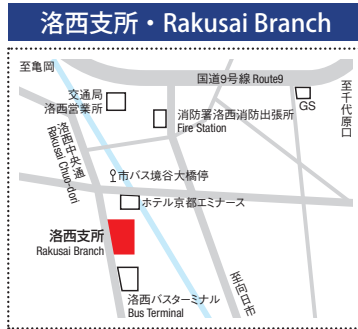 洛西支所・Rakusai Branch
至亀岡
国道9号線 Route9
交通局
洛西営業所
消防署洛西消防出張所
Fire Station
GS
至千代原口
洛西中央通
Rakusai Chuo-dori
市バス境谷大橋停
ホテル京都エミナース
洛西支所
Rakusai Branch
至向日市
洛西バスターミナル
Bus Terminal